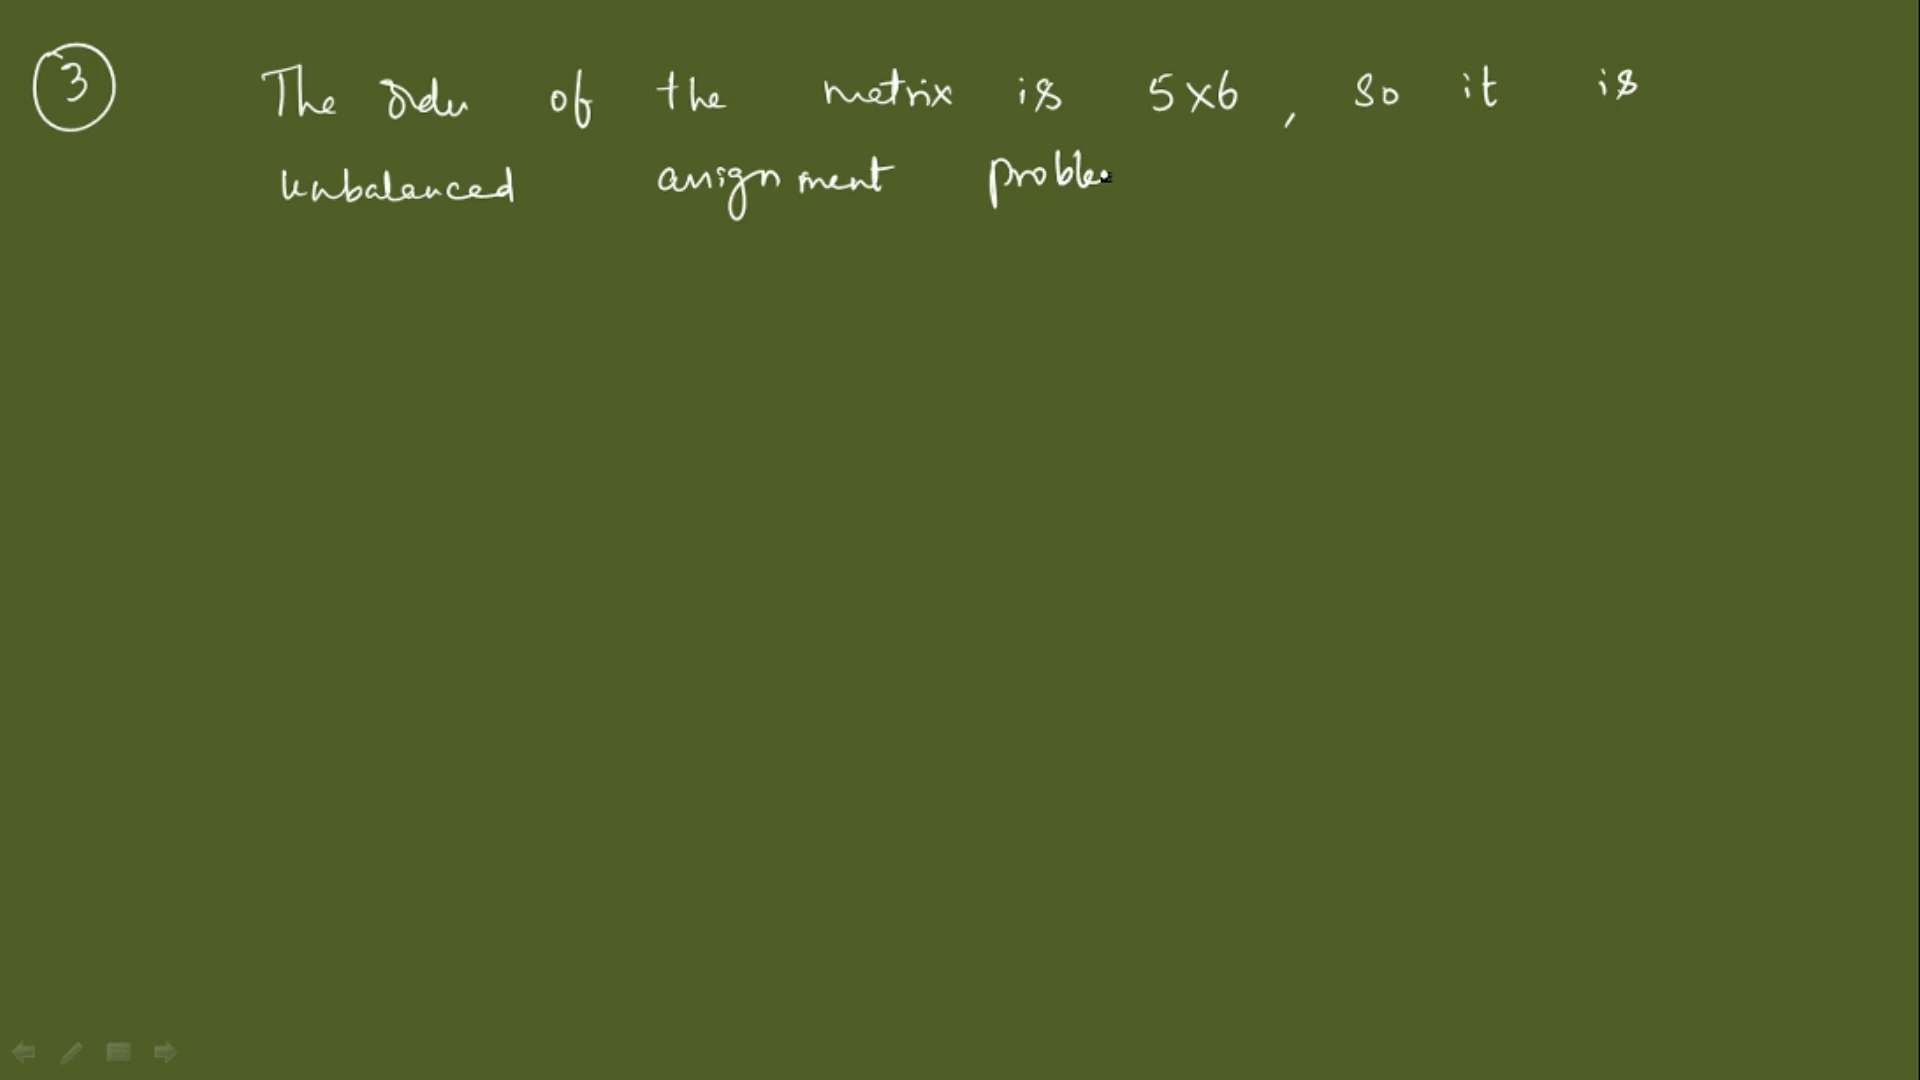 3 The order of the matrix is 5x6, so it is
unbalanced assignment proble